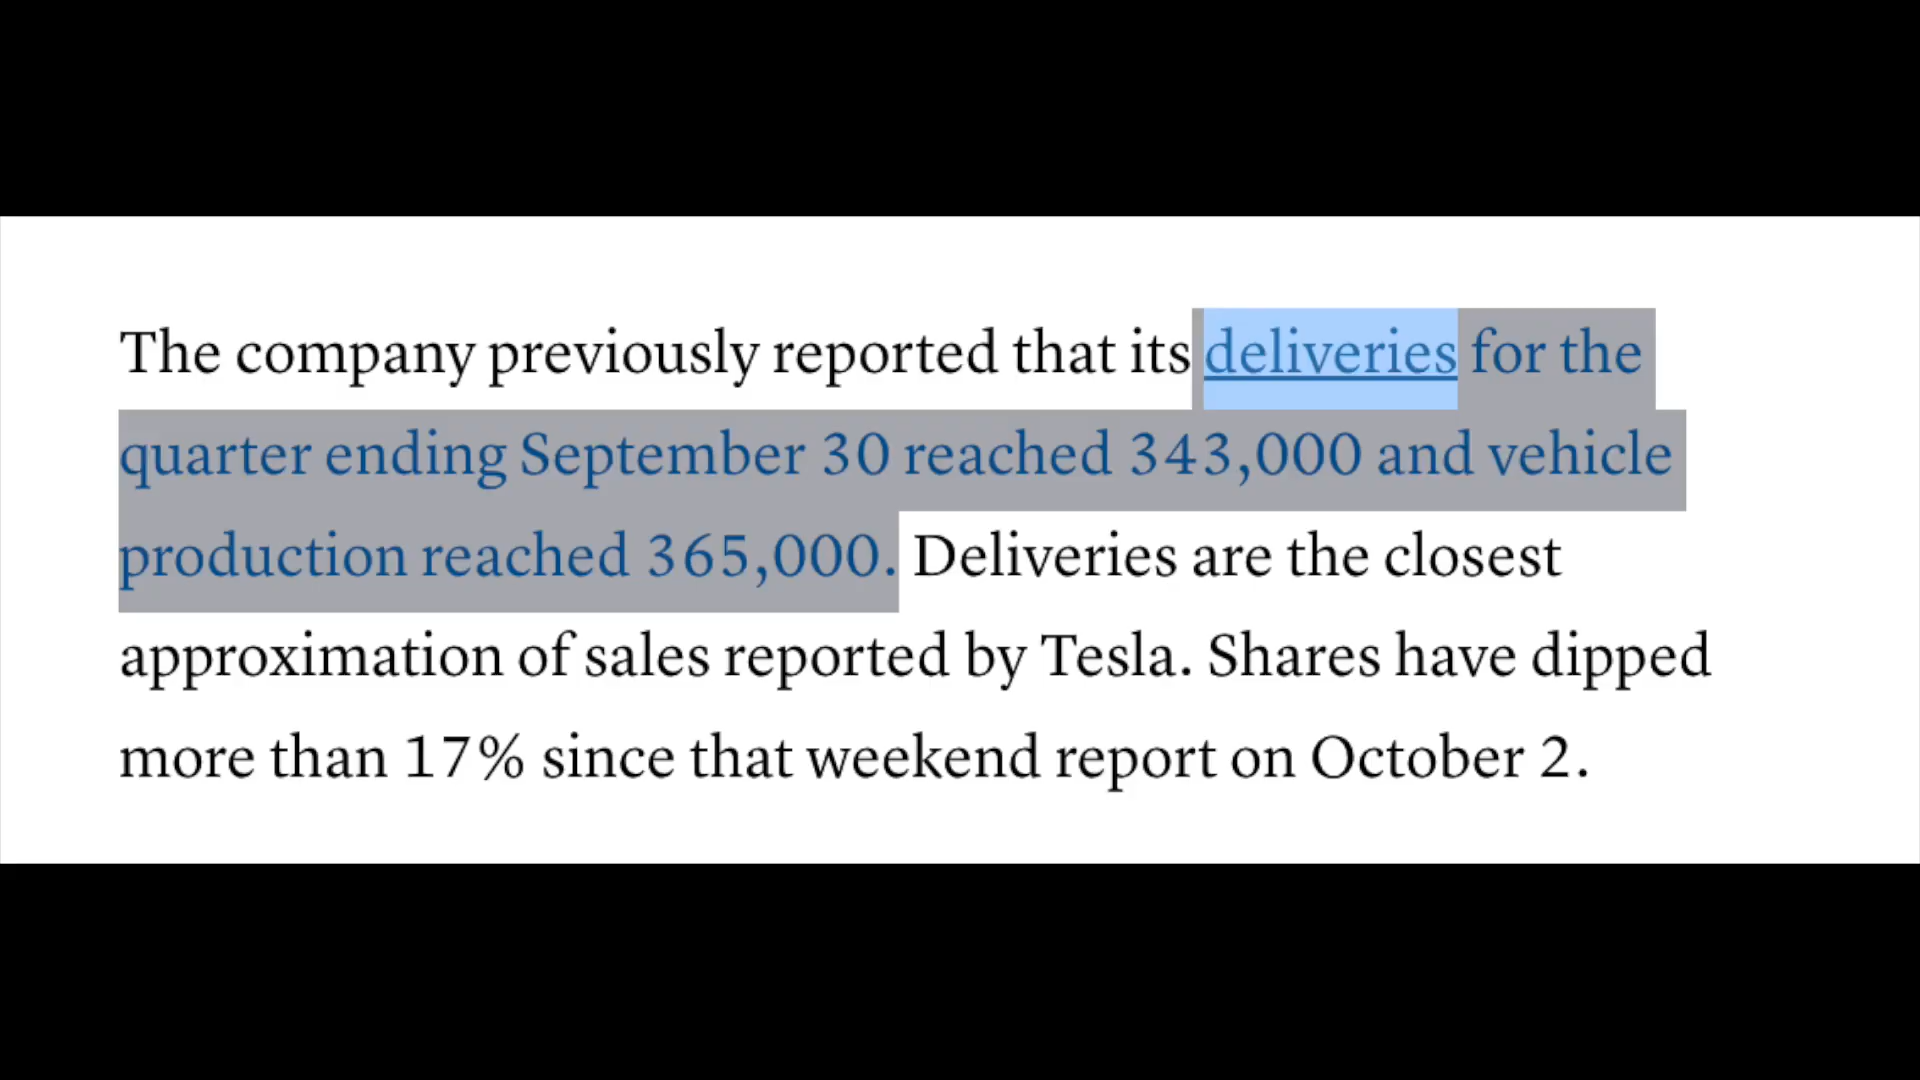 The company previously reported that its deliveries for the
quarter ending September 30 reached 343,000 and vehicle
production reached 365,000. Deliveries are the closest
approximation of sales reported by Tesla. Shares have dipped
more than 17% since that weekend report on October 2.